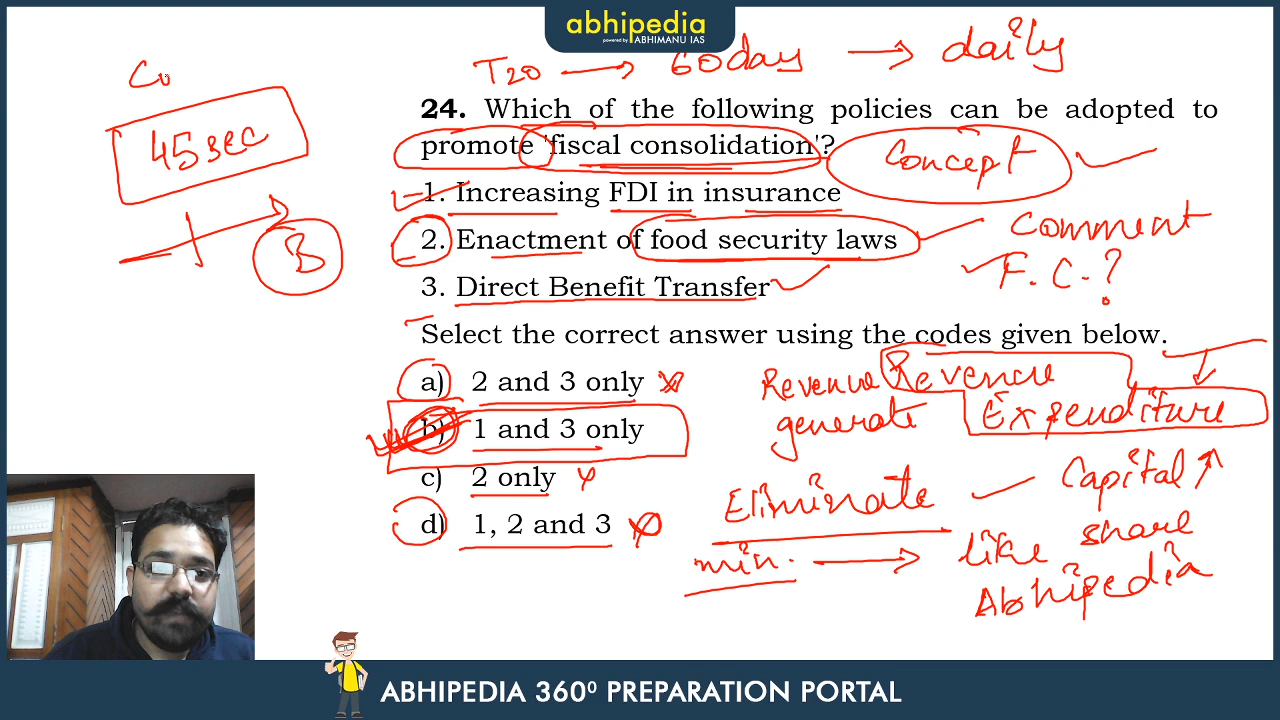 abhipedia
powered by ABHIMANU IAS
T20 → 60 day → daily
Co
45 sec
B
24. Which of the following policies can be adopted to
promote 'fiscal consolidation'?
Concept
1. Increasing FDI in insurance
2. Enactment of food security laws
Comment
F.C.?
3. Direct Benefit Transfer
Select the correct answer using the codes given below.
a) 2 and 3 only
b) 1 and 3 only
c) 2 only
d) 1, 2 and 3
Revenue Revenue
generate Expenditure
Eliminate
Capital
min. → like share
Abhipedia
ABHIPEDIA 360⁰ PREPARATION PORTAL